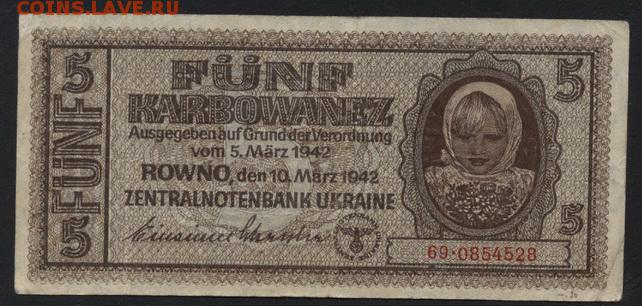 COINS.LAVE.RU
5 FÜNF 5
FÜNF
KARBOWANEZ
Ausgegeben auf Grund der Verordnung
vom 5. März 1942
ROWNO, den 10. März 1942
ZENTRALNOTENBANK UKRAINE
5
5
69·0854528